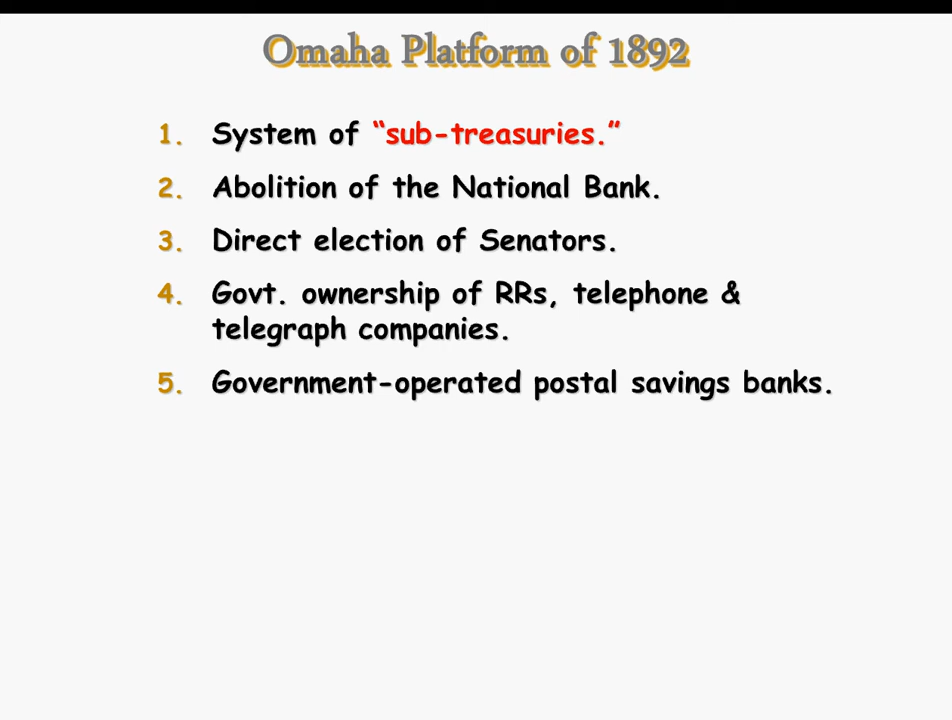 Omaha Platform of 1892
1. System of “sub-treasuries.”
2. Abolition of the National Bank.
3. Direct election of Senators.
4. Govt. ownership of RRs, telephone &
telegraph companies.
5. Government-operated postal savings banks.